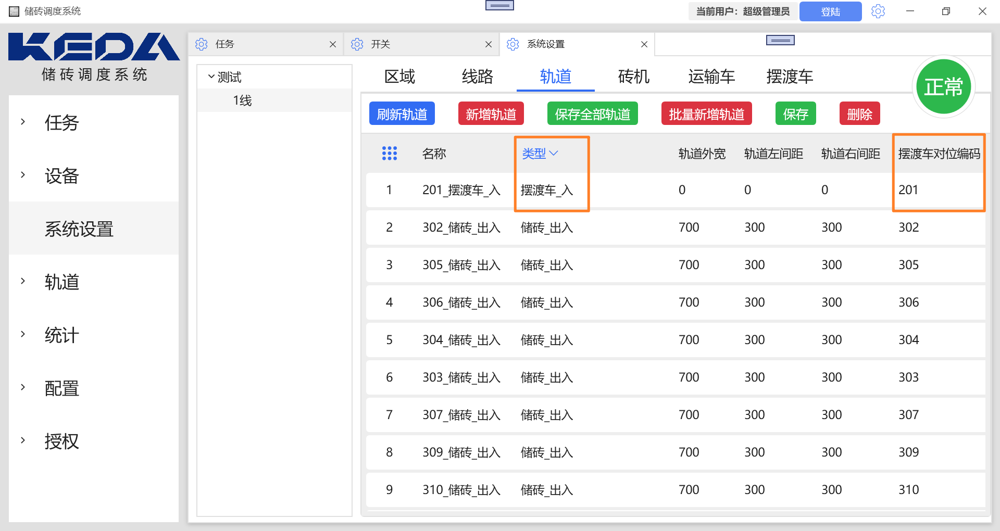 储砖调度系统
当前用户：超级管理员
登陆
KEDA
储砖调度系统
任务
开关
系统设置
任务
设备
系统设置
轨道
统计
配置
授权
测试
1线
区域 线路 轨道 砖机 运输车 摆渡车
正常
刷新轨道 新增轨道 保存全部轨道 批量新增轨道 保存 删除
名称 类型 轨道外宽 轨道左间距 轨道右间距 摆渡车对位编码
1 201_摆渡车_入 摆渡车_入 0 0 0 201
2 302_储砖_出入 储砖_出入 700 300 300 302
3 305_储砖_出入 储砖_出入 700 300 300 305
4 306_储砖_出入 储砖_出入 700 300 300 306
5 304_储砖_出入 储砖_出入 700 300 300 304
6 303_储砖_出入 储砖_出入 700 300 300 303
7 307_储砖_出入 储砖_出入 700 300 300 307
8 309_储砖_出入 储砖_出入 700 300 300 309
9 310_储砖_出入 储砖_出入 700 300 300 310